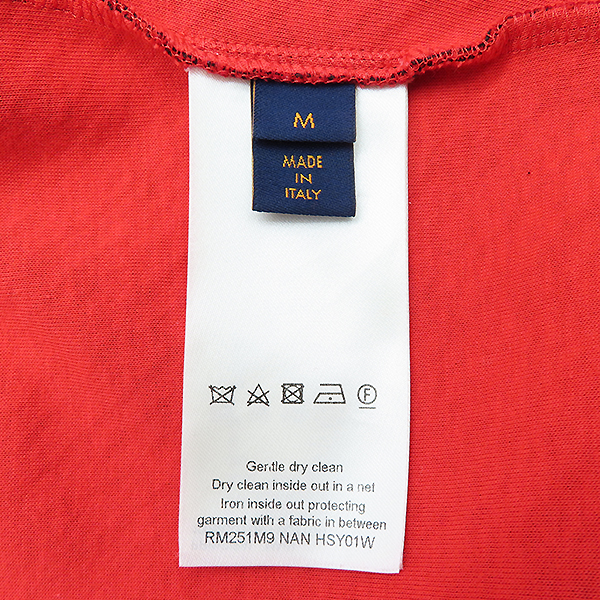 M
MADE
IN
ITALY
F
Gentle dry clean
Dry clean inside out in a net
Iron inside out protecting
garment with a fabric in between
RM251M9 NAN HSY01W